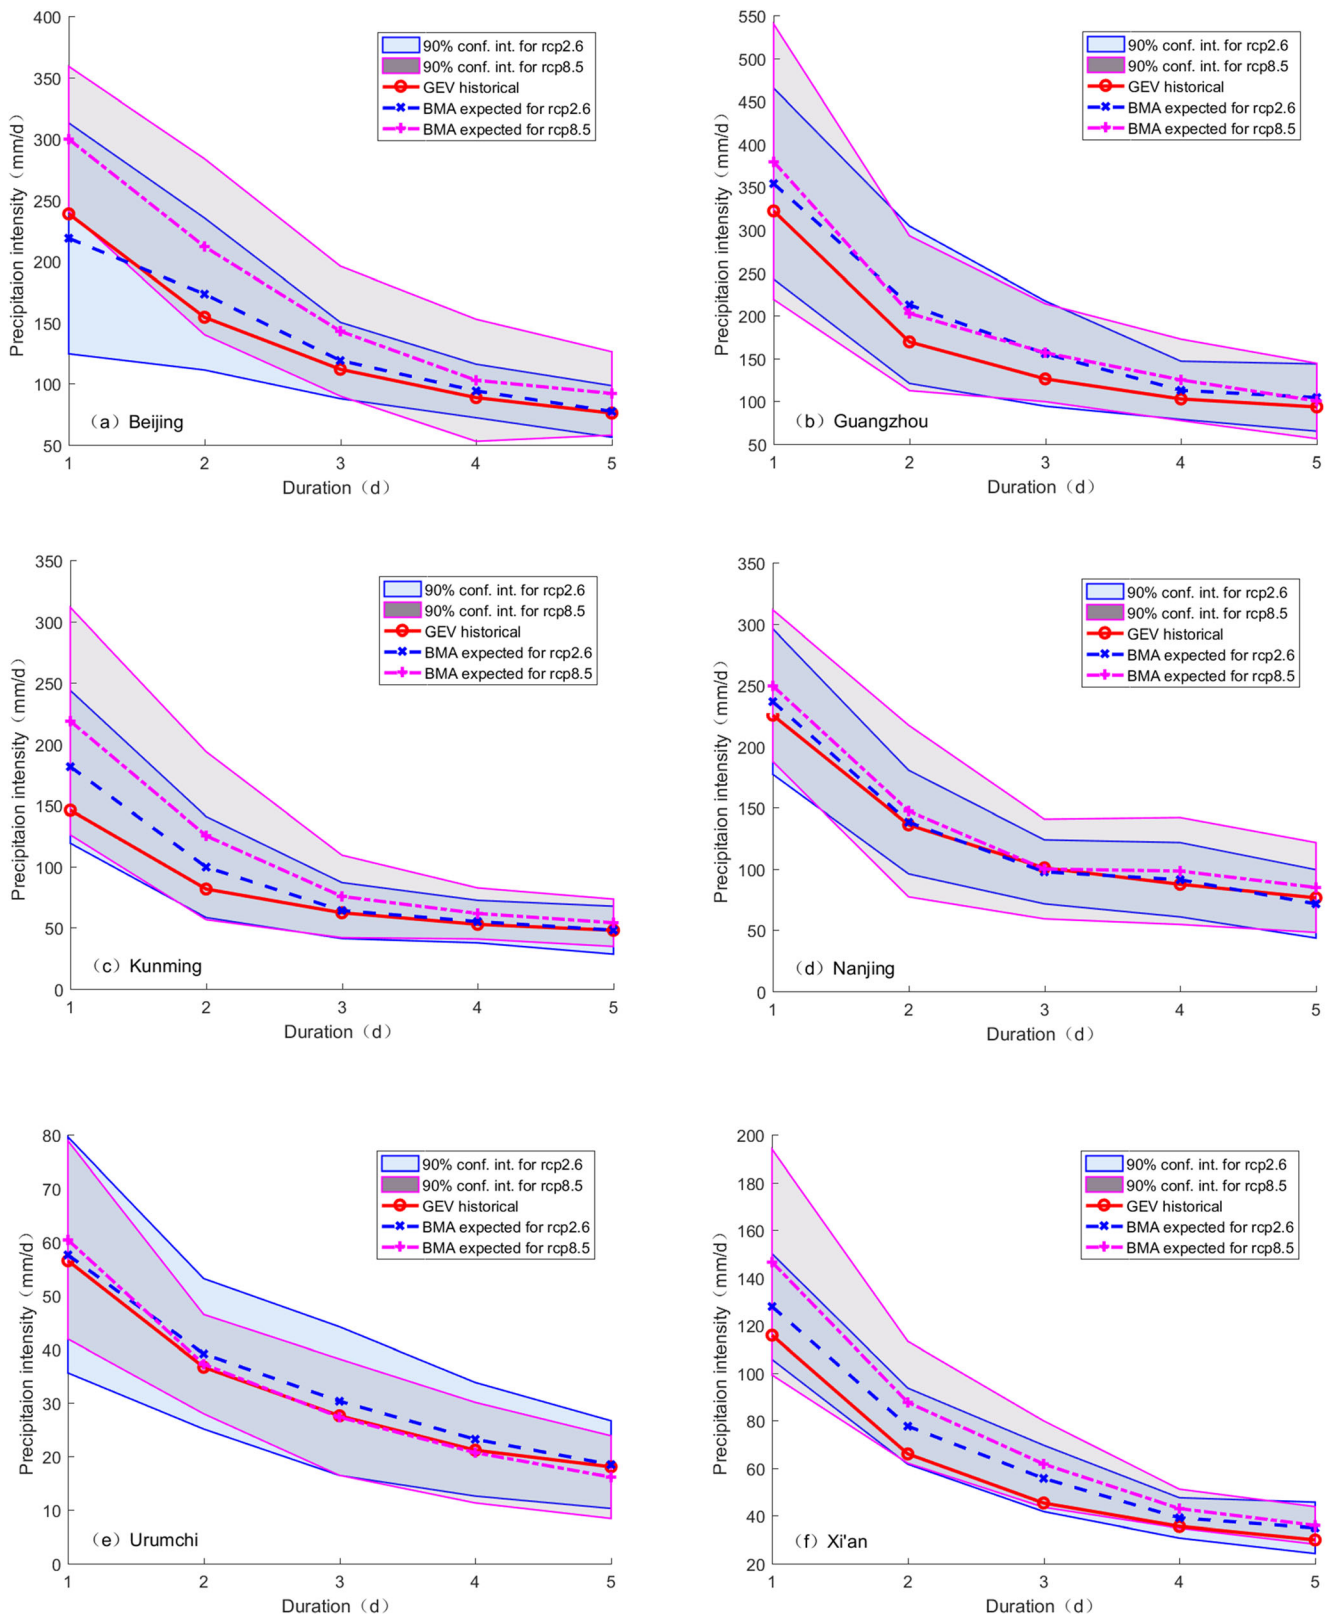 400
350
300
250
200
150
100
50
Precipitaion intensity（mm/d）
90% conf. int. for rcp2.6
90% conf. int. for rcp8.5
GEV historical
BMA expected for rcp2.6
BMA expected for rcp8.5
（a）Beijing
1 2 3 4 5
Duration（d）
550
500
450
400
350
300
250
200
150
100
50
Precipitaion intensity（mm/d）
90% conf. int. for rcp2.6
90% conf. int. for rcp8.5
GEV historical
BMA expected for rcp2.6
BMA expected for rcp8.5
（b）Guangzhou
1 2 3 4 5
Duration（d）
350
300
250
200
150
100
50
0
Precipitaion intensity（mm/d）
90% conf. int. for rcp2.6
90% conf. int. for rcp8.5
GEV historical
BMA expected for rcp2.6
BMA expected for rcp8.5
（c）Kunming
1 2 3 4 5
Duration（d）
350
300
250
200
150
100
50
0
Precipitaion intensity（mm/d）
90% conf. int. for rcp2.6
90% conf. int. for rcp8.5
GEV historical
BMA expected for rcp2.6
BMA expected for rcp8.5
（d）Nanjing
1 2 3 4 5
Duration（d）
80
70
60
50
40
30
20
10
0
Precipitaion intensity（mm/d）
90% conf. int. for rcp2.6
90% conf. int. for rcp8.5
GEV historical
BMA expected for rcp2.6
BMA expected for rcp8.5
（e）Urumchi
1 2 3 4 5
Duration（d）
200
180
160
140
120
100
80
60
40
20
Precipitaion intensity（mm/d）
90% conf. int. for rcp2.6
90% conf. int. for rcp8.5
GEV historical
BMA expected for rcp2.6
BMA expected for rcp8.5
（f）Xi'an
1 2 3 4 5
Duration（d）